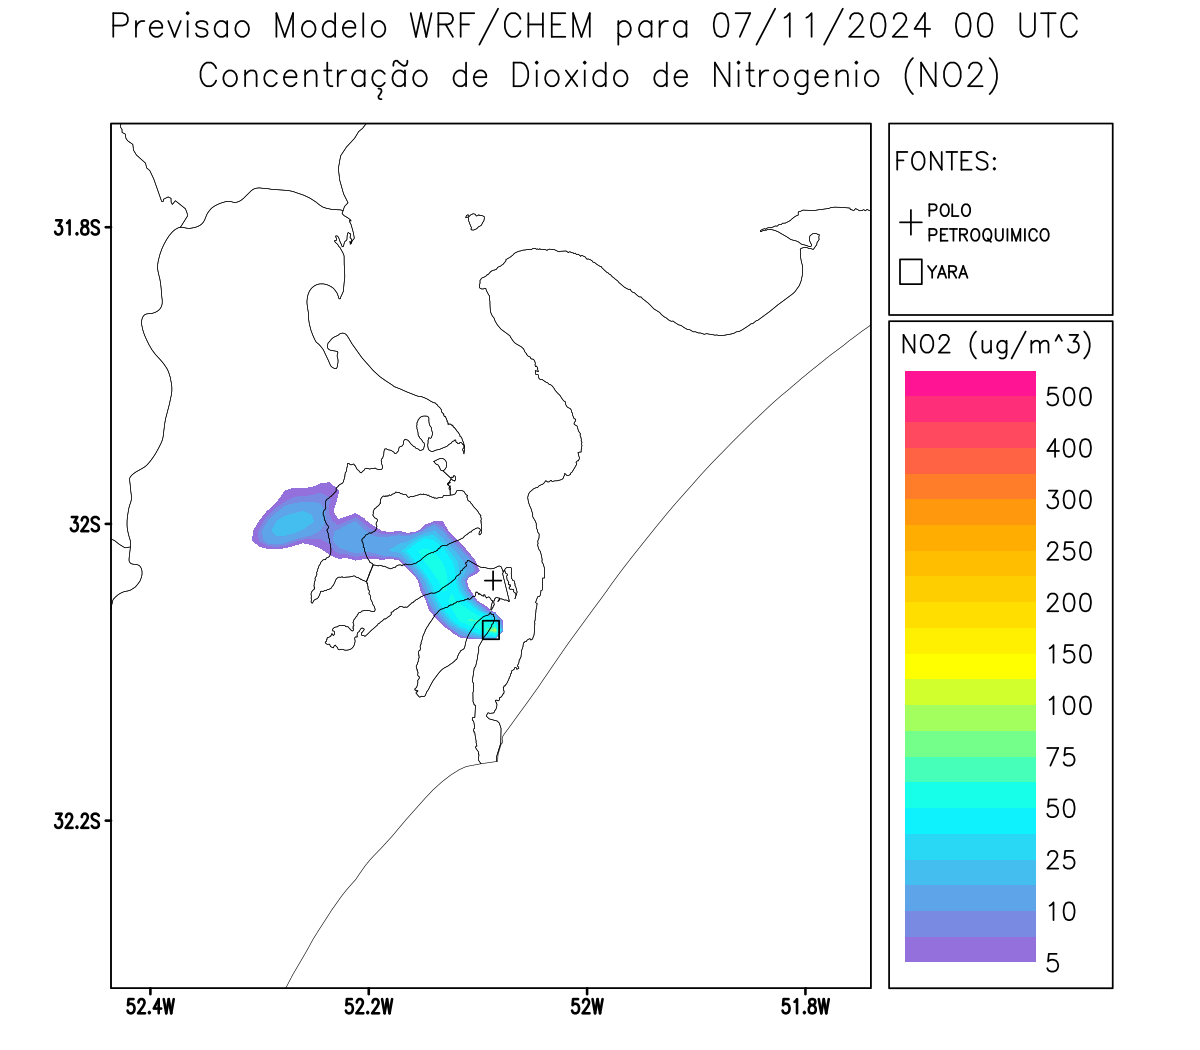 Previsao Modelo WRF/CHEM para 07/11/2024 00 UTC
Concentração de Dioxido de Nitrogenio (NO2)
FONTES:
POLO
PETROQUIMICO
YARA
NO2 (ug/m^3)
500
400
300
250
200
150
100
75
50
25
10
5
31.8S
32S
32.2S
52.4W
52.2W
52W
51.8W